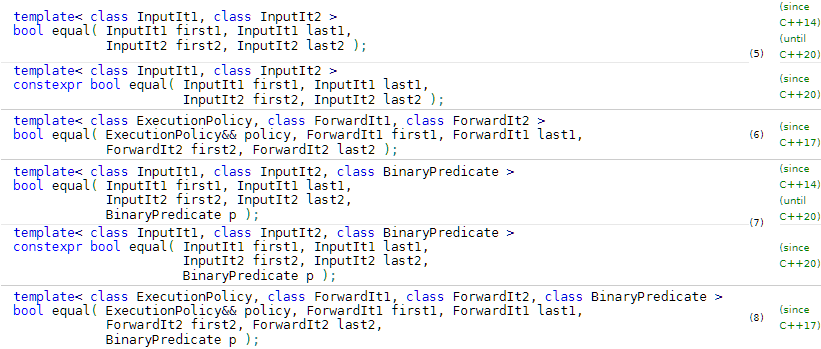 template< class InputIt1, class InputIt2 >
bool equal( InputIt1 first1, InputIt1 last1,
InputIt2 first2, InputIt2 last2 );
(since
C++14)
(until
C++20)
(5)
template< class InputIt1, class InputIt2 >
constexpr bool equal( InputIt1 first1, InputIt1 last1,
InputIt2 first2, InputIt2 last2 );
(since
C++20)
template< class ExecutionPolicy, class ForwardIt1, class ForwardIt2 >
bool equal( ExecutionPolicy&& policy, ForwardIt1 first1, ForwardIt1 last1,
ForwardIt2 first2, ForwardIt2 last2 );
(6)
(since
C++17)
template< class InputIt1, class InputIt2, class BinaryPredicate >
bool equal( InputIt1 first1, InputIt1 last1,
InputIt2 first2, InputIt2 last2,
BinaryPredicate p );
(since
C++14)
(until
C++20)
(7)
template< class InputIt1, class InputIt2, class BinaryPredicate >
constexpr bool equal( InputIt1 first1, InputIt1 last1,
InputIt2 first2, InputIt2 last2,
BinaryPredicate p );
(since
C++20)
template< class ExecutionPolicy, class ForwardIt1, class ForwardIt2, class BinaryPredicate >
bool equal( ExecutionPolicy&& policy, ForwardIt1 first1, ForwardIt1 last1,
ForwardIt2 first2, ForwardIt2 last2,
BinaryPredicate p );
(8)
(since
C++17)